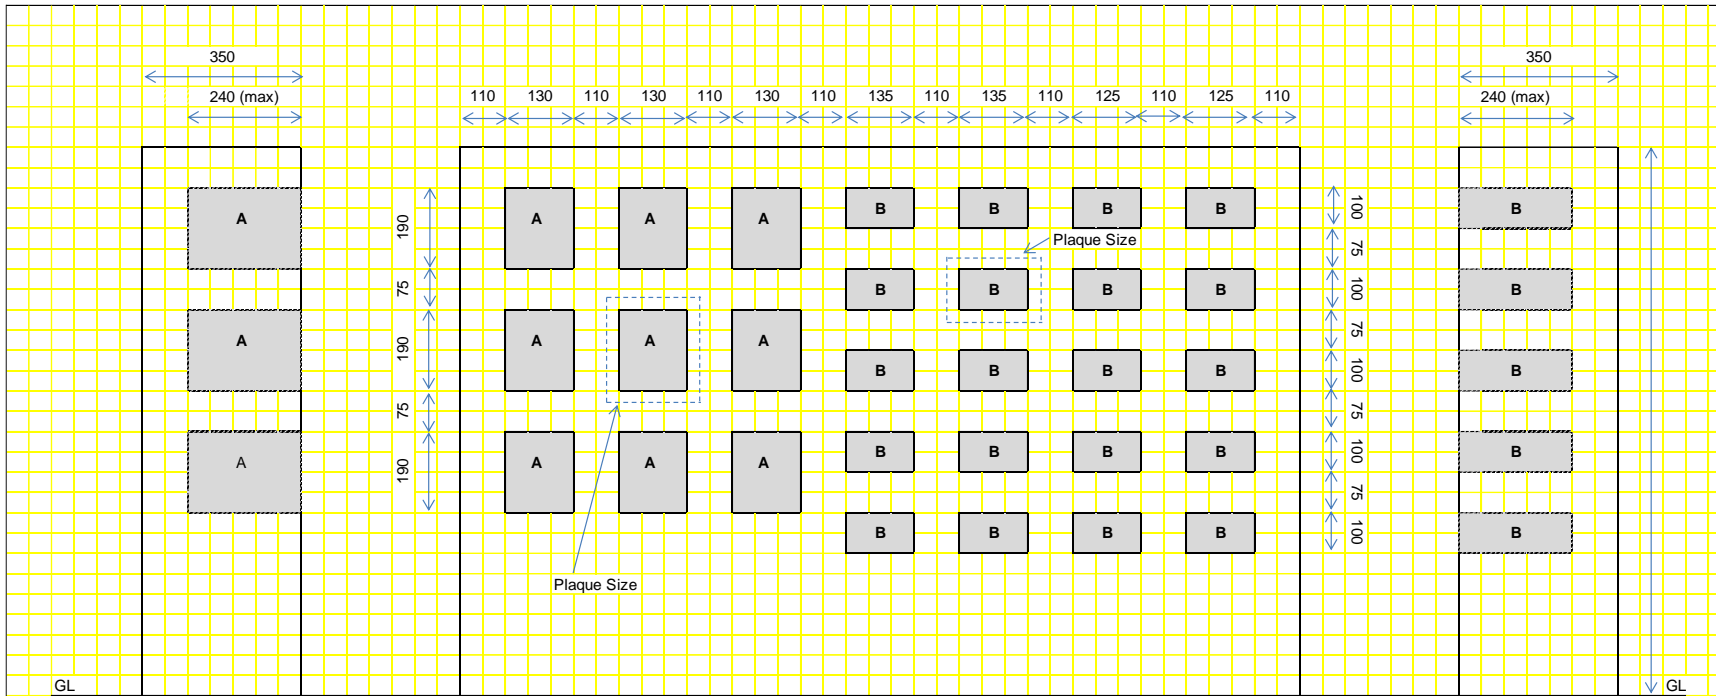 350 350
240 (max) 110 130 110 130 110 130 110 135 110 135 110 125 110 125 110 240 (max)
A A A A B B B B B
190 100
Plaque Size
75
75 B B B B B
100
A A A A
190 75
B B B B B
100
75 75
A A A A B B B B B
190 100
75
B B B B B
100
Plaque Size
GL GL